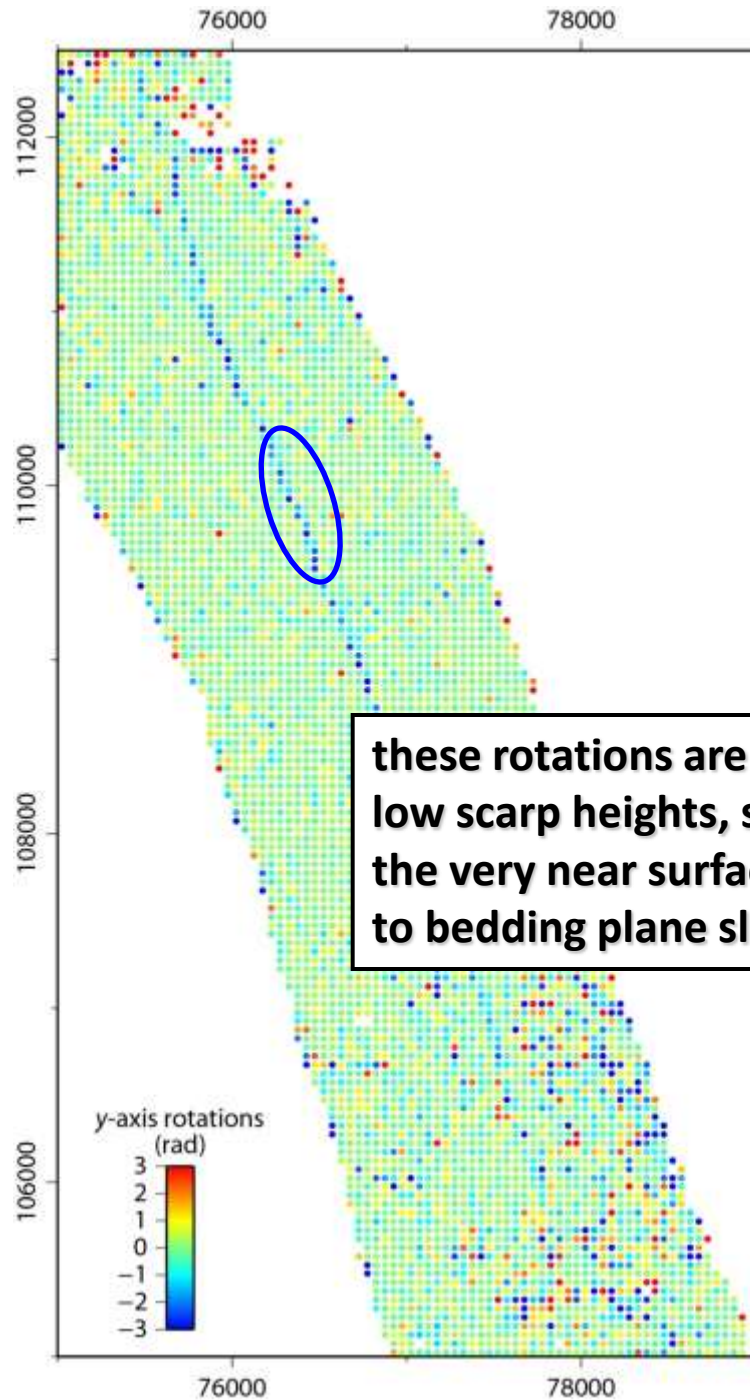 76000 78000
112000
110000
these rotations are
low scarp heights, s
the very near surfa
to bedding plane sl
108000
106000
y-axis rotations
(rad)
3
2
1
0
−1
−2
−3
76000 78000